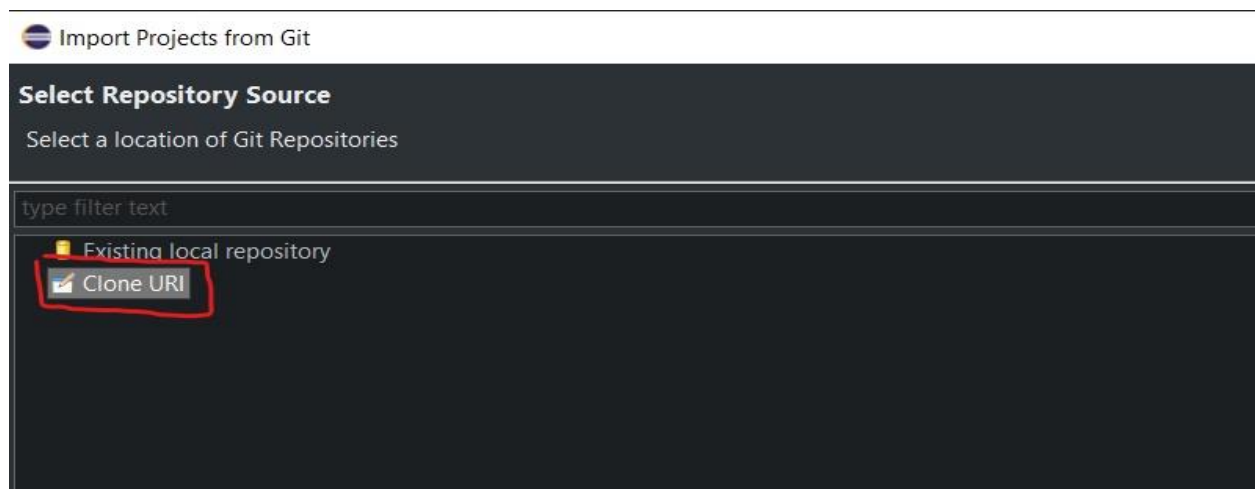 Import Projects from Git
Select Repository Source
Select a location of Git Repositories
type filter text
Existing local repository
Clone URI